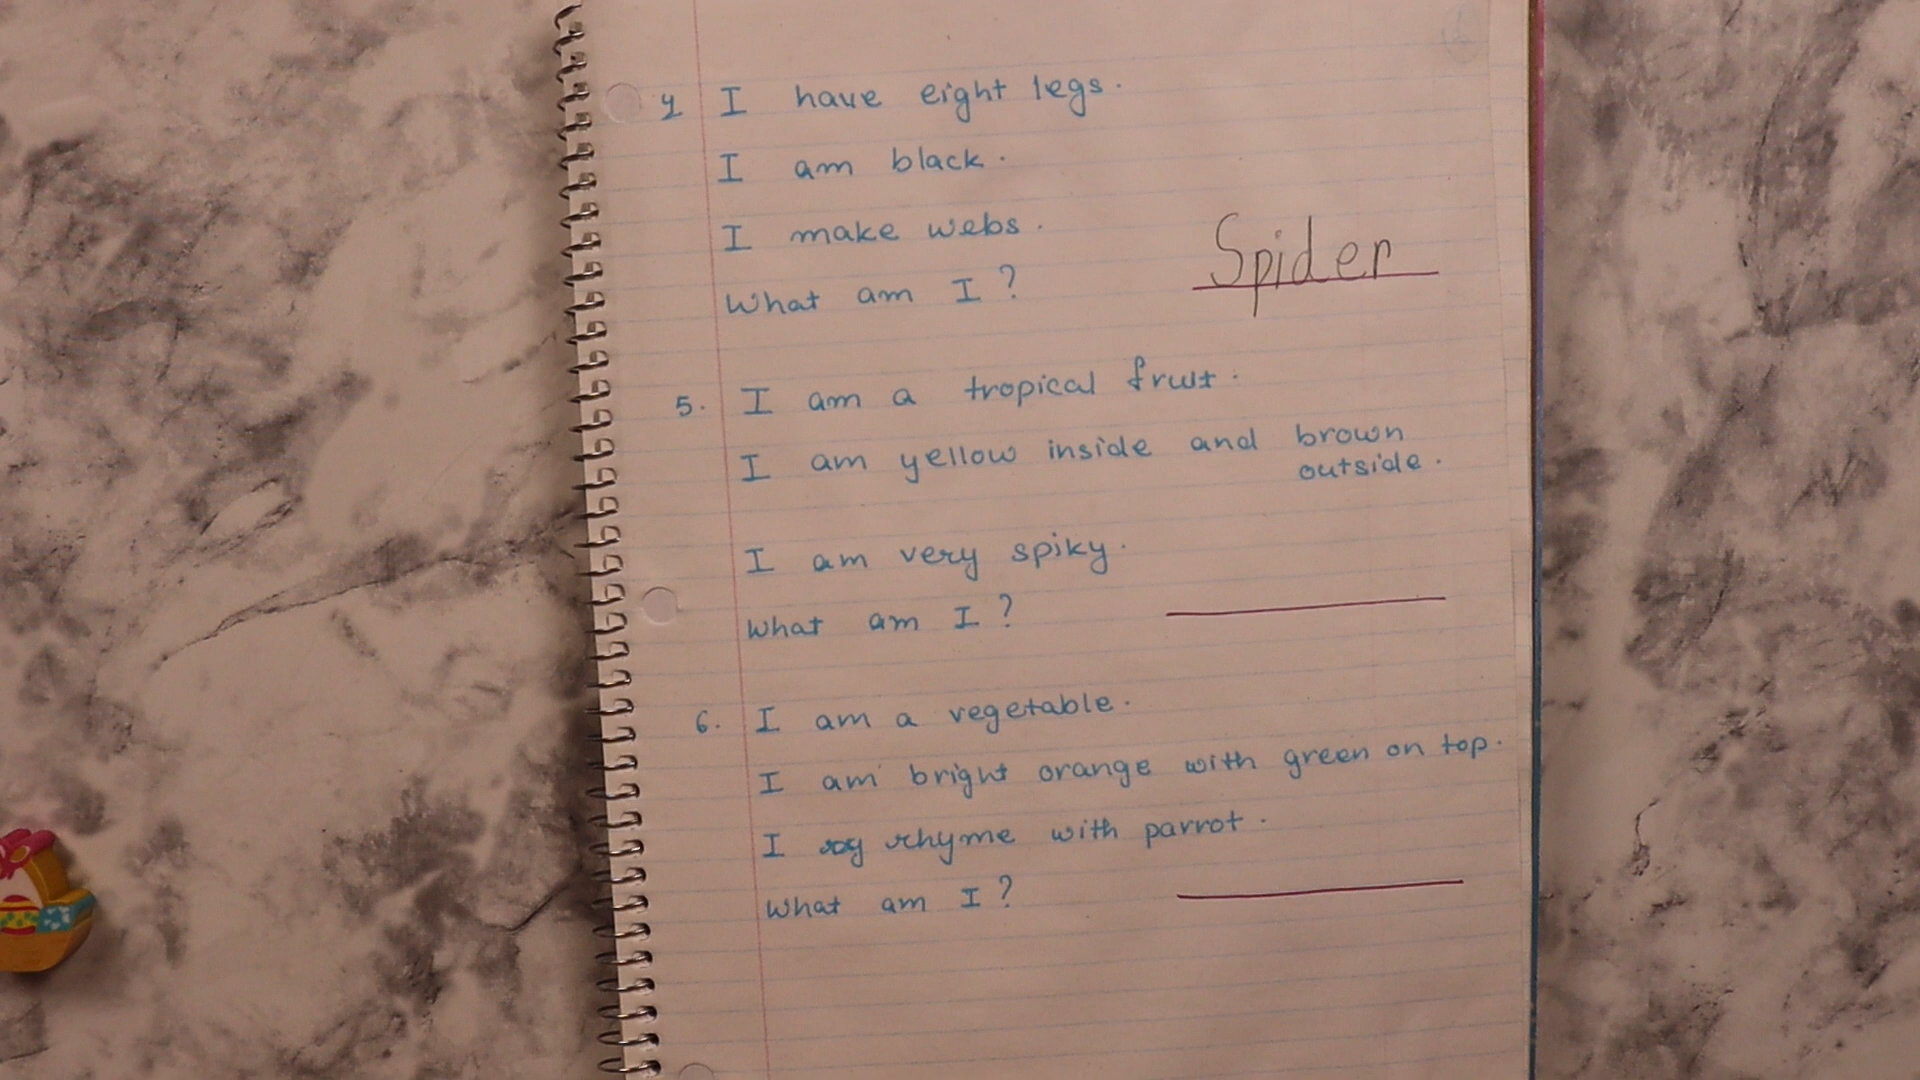 4 I have eight legs.
I am black.
I make webs.
What am I? Spider
5. I am a tropical fruit.
I am yellow inside and brown
outside.
I am very spiky.
What am I?
6. I am a vegetable.
I am bright orange with green on top.
I rhyme with parrot.
What am I?